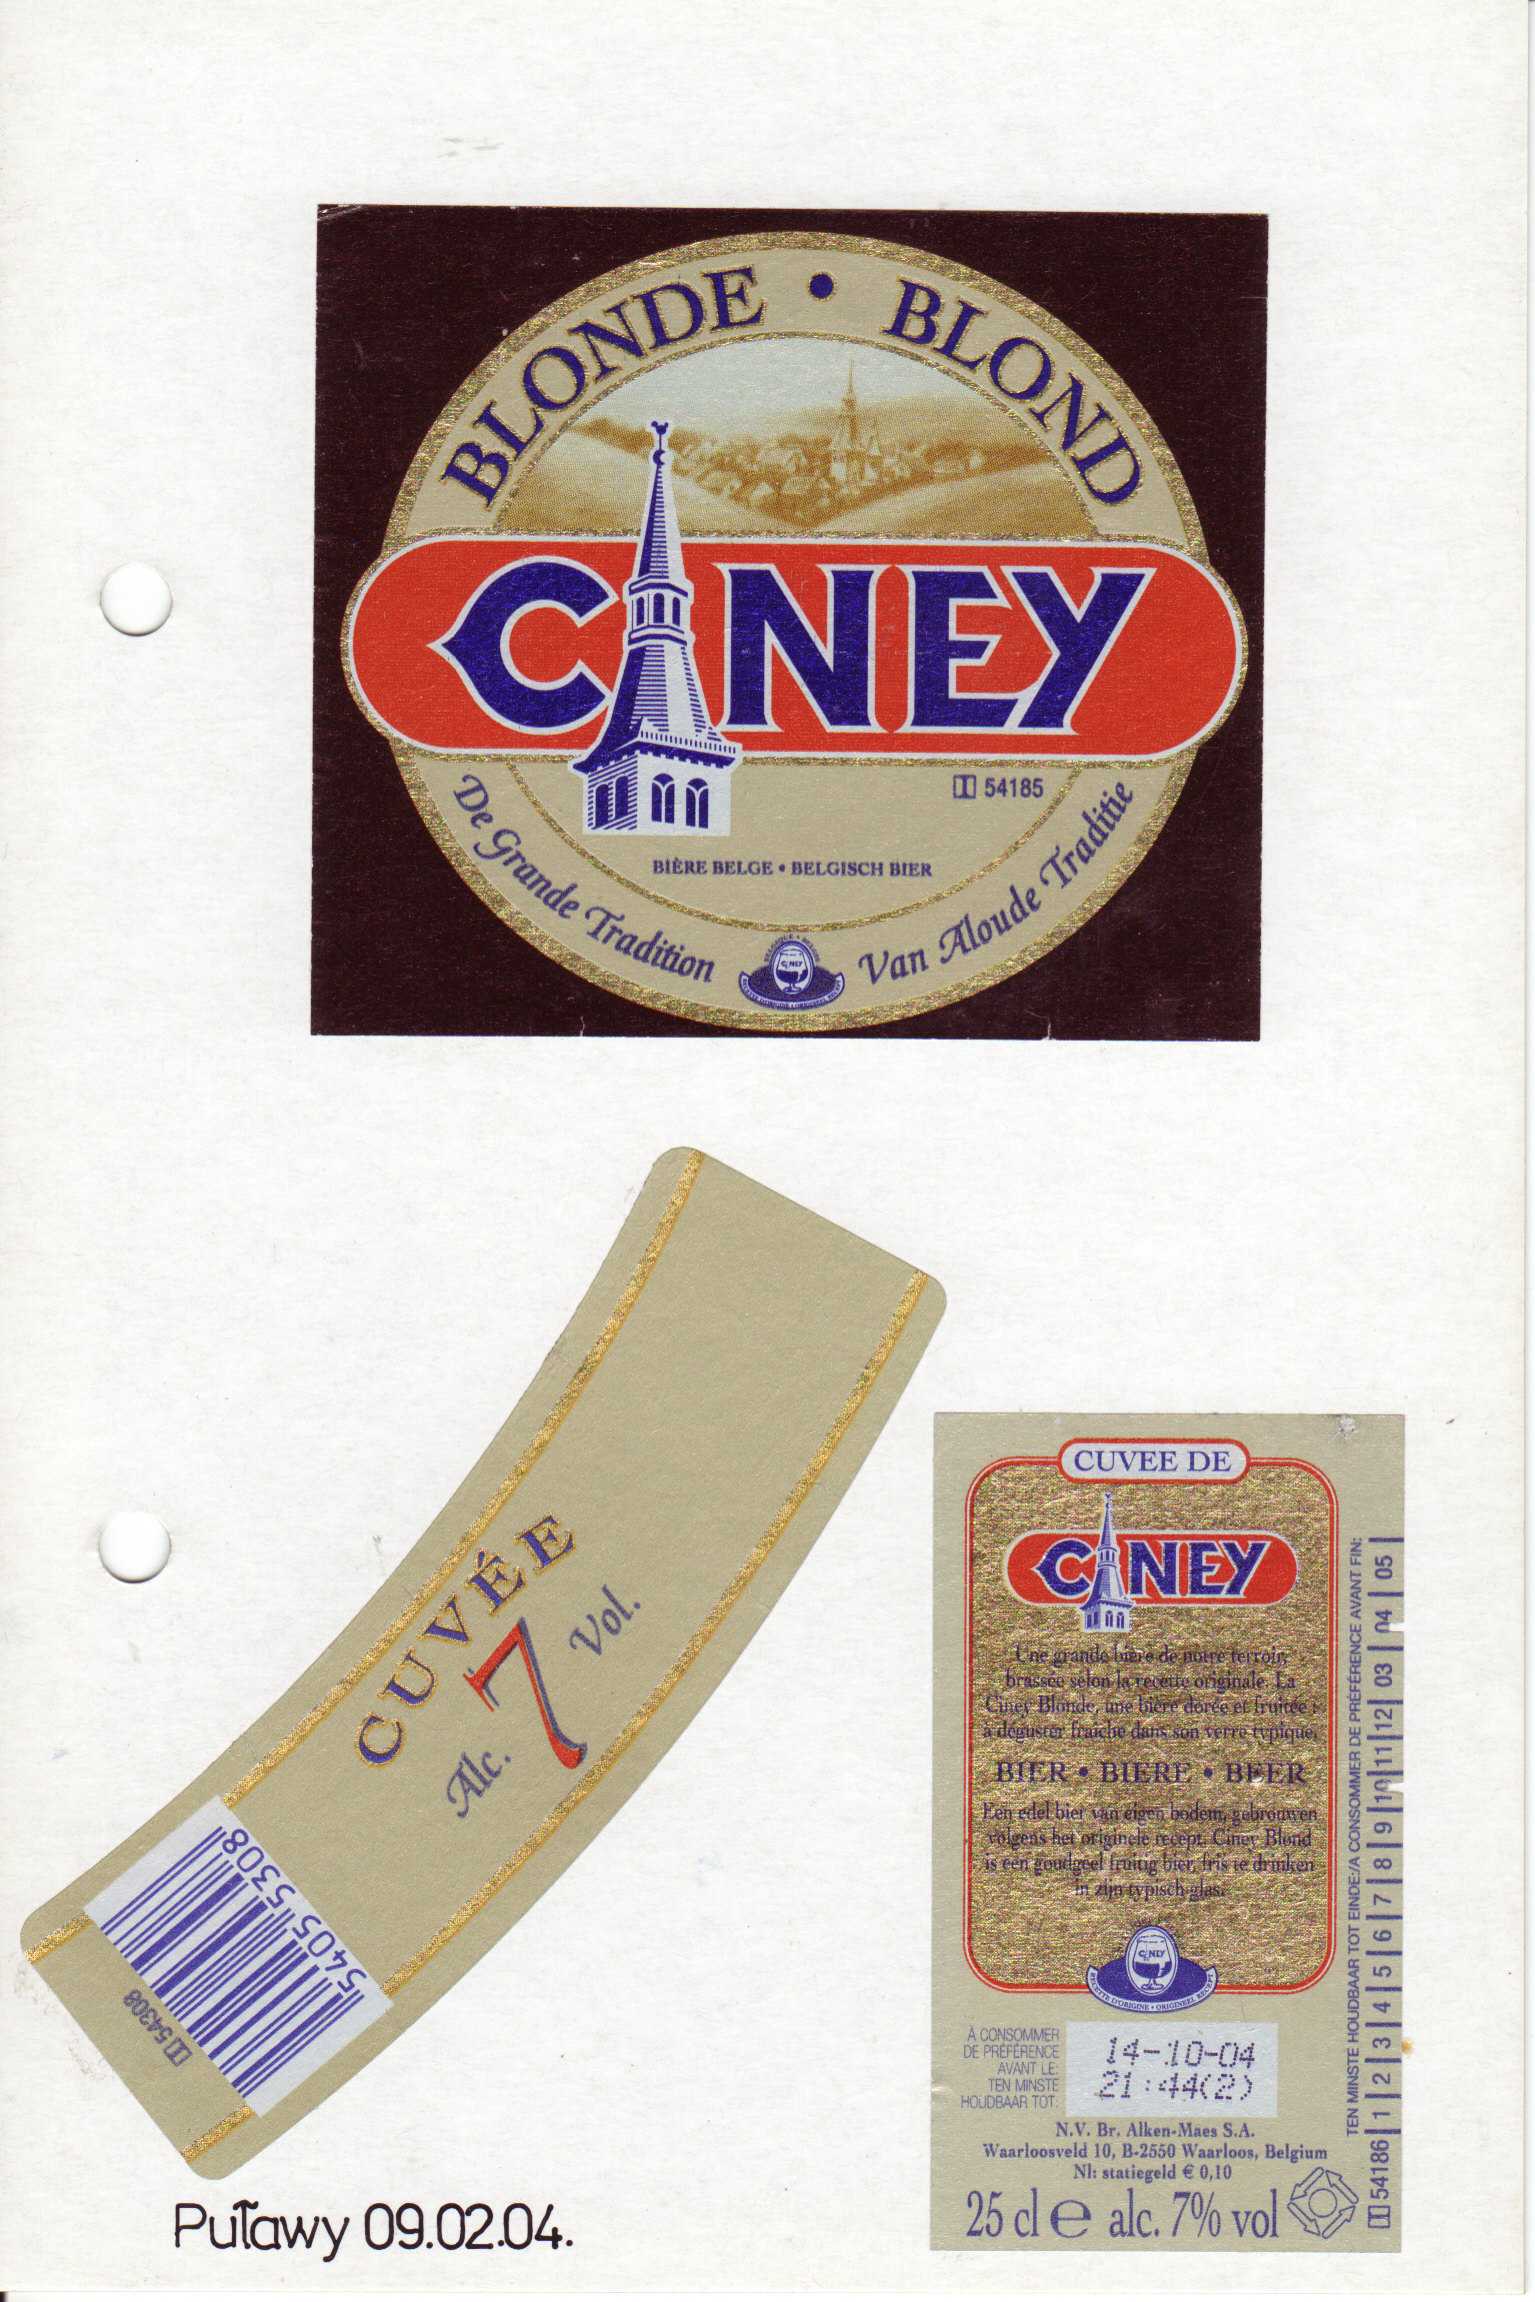 BLONDE • BLOND
CINEY
54185
BIÈRE BELGE • BELGISCH BIER
De Grande Tradition
Van Aloude Traditie
CINEY
CUVÉE
Alc. 7 Vol.
5405 5308
54308
Puławy 09.02.04.
CUVEE DE
CINEY
Une grande bière de notre terroir,
brassée selon la recette originale. La
Ciney Blonde, une bière dorée et fruitée :
à déguster fraîche dans son verre typique.
BIER • BIERE • BEER
Een edel bier van eigen bodem, gebrouwen
volgens het originele recept. Ciney Blond
is een goudgeel fruitig bier, fris te drinken
in zijn typisch glas.
CINEY
RECETTE D'ORIGINE • ORIGINEEL RECEPT
À CONSOMMER
DE PRÉFÉRENCE
AVANT LE:
TEN MINSTE
HOUDBAAR TOT:
14-10-04
21:44(2)
N.V. Br. Alken-Maes S.A.
Waarloosveld 10, B-2550 Waarloos, Belgium
Nl: statiegeld € 0,10
25 cl e alc. 7% vol
TEN MINSTE HOUDBAAR TOT EINDE:/A CONSOMMER DE PRÉFÉRENCE AVANT FIN:
54186 | 1 | 2 | 3 | 4 | 5 | 6 | 7 | 8 | 9 | 10 | 11 | 12 | 03 | 04 | 05 |